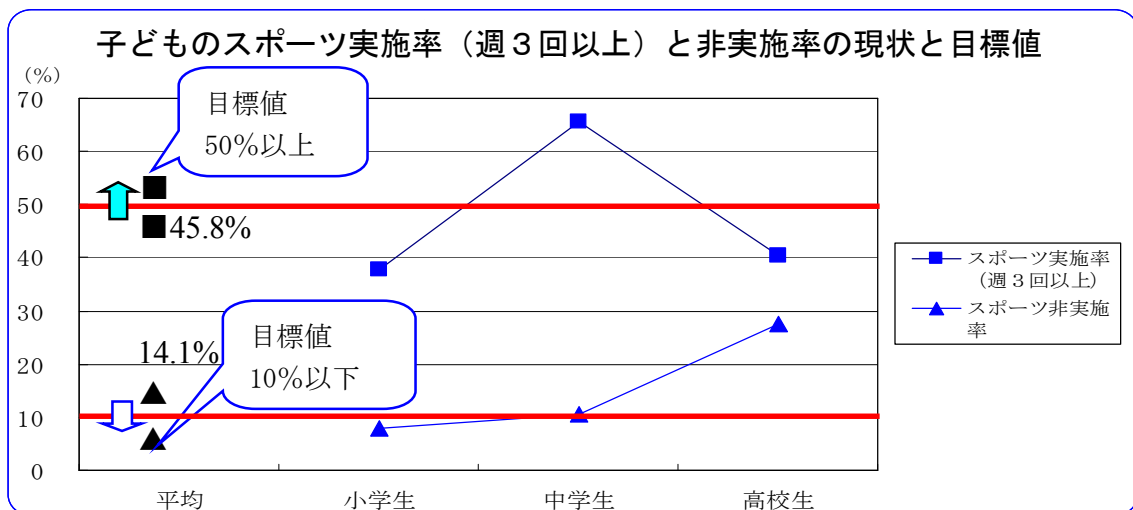 子どものスポーツ実施率（週３回以上）と非実施率の現状と目標値
(%)
70
60
50
40
30
20
10
0
目標値
50%以上
45.8%
14.1%
目標値
10%以下
平均
小学生
中学生
高校生
スポーツ実施率
（週３回以上）
スポーツ非実施
率